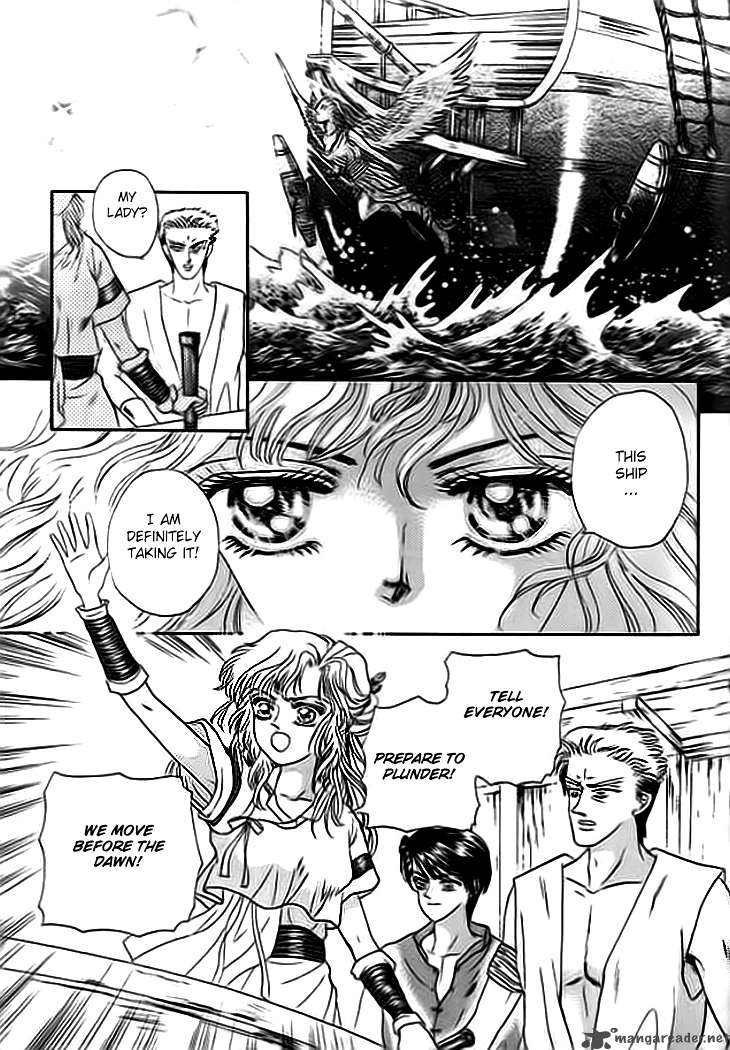 MY
LADY?
THIS
SHIP
...
I AM
DEFINITELY
TAKING IT!
TELL
EVERYONE!
PREPARE TO
PLUNDER!
WE MOVE
BEFORE THE
DAWN!
mangareader.net